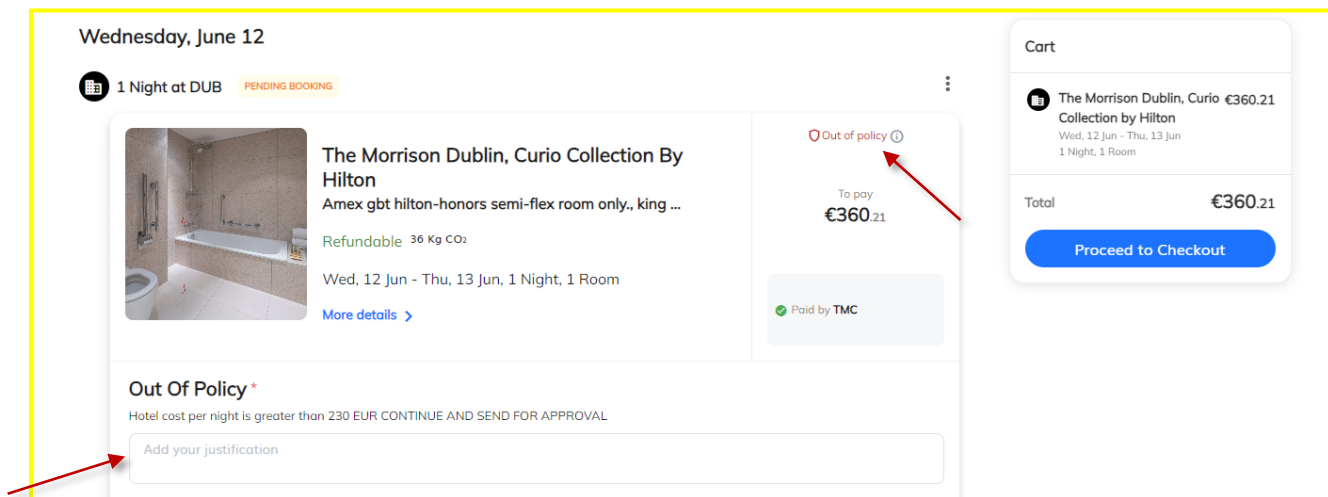 Wednesday, June 12
1 Night at DUB PENDING BOOKING
The Morrison Dublin, Curio Collection By
Hilton
Amex gbt hilton-honors semi-flex room only., king ...
Refundable 36 Kg CO₂
Wed, 12 Jun - Thu, 13 Jun, 1 Night, 1 Room
More details
Out of policy
To pay
€360.21
Paid by TMC
Out Of Policy *
Hotel cost per night is greater than 230 EUR CONTINUE AND SEND FOR APPROVAL
Add your justification
Cart
The Morrison Dublin, Curio €360.21
Collection by Hilton
Wed, 12 Jun - Thu, 13 Jun
1 Night, 1 Room
Total €360.21
Proceed to Checkout